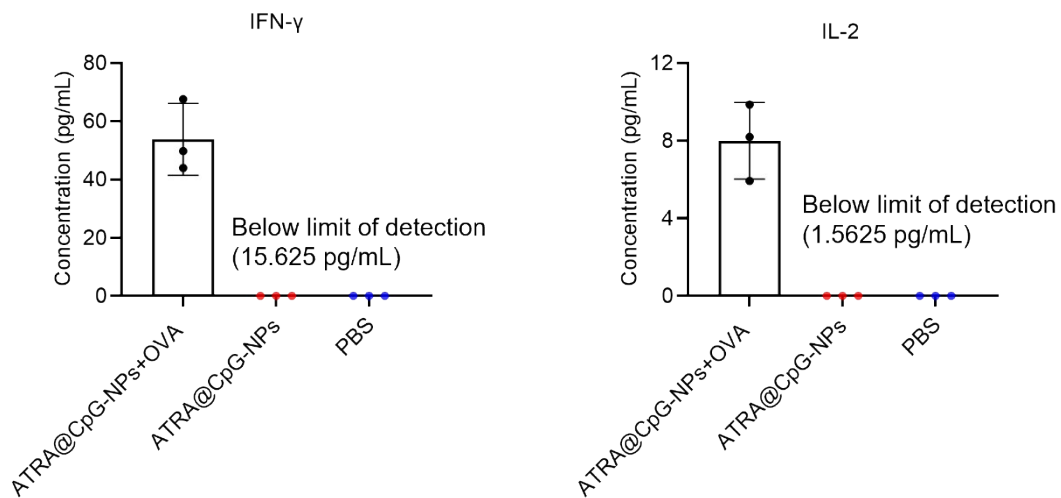 IFN-γ
Concentration (pg/mL)
80
60
40
20
0
Below limit of detection
(15.625 pg/mL)
ATRA@CpG-NPs+OVA
ATRA@CpG-NPs
PBS
IL-2
Concentration (pg/mL)
12
8
4
0
Below limit of detection
(1.5625 pg/mL)
ATRA@CpG-NPs+OVA
ATRA@CpG-NPs
PBS